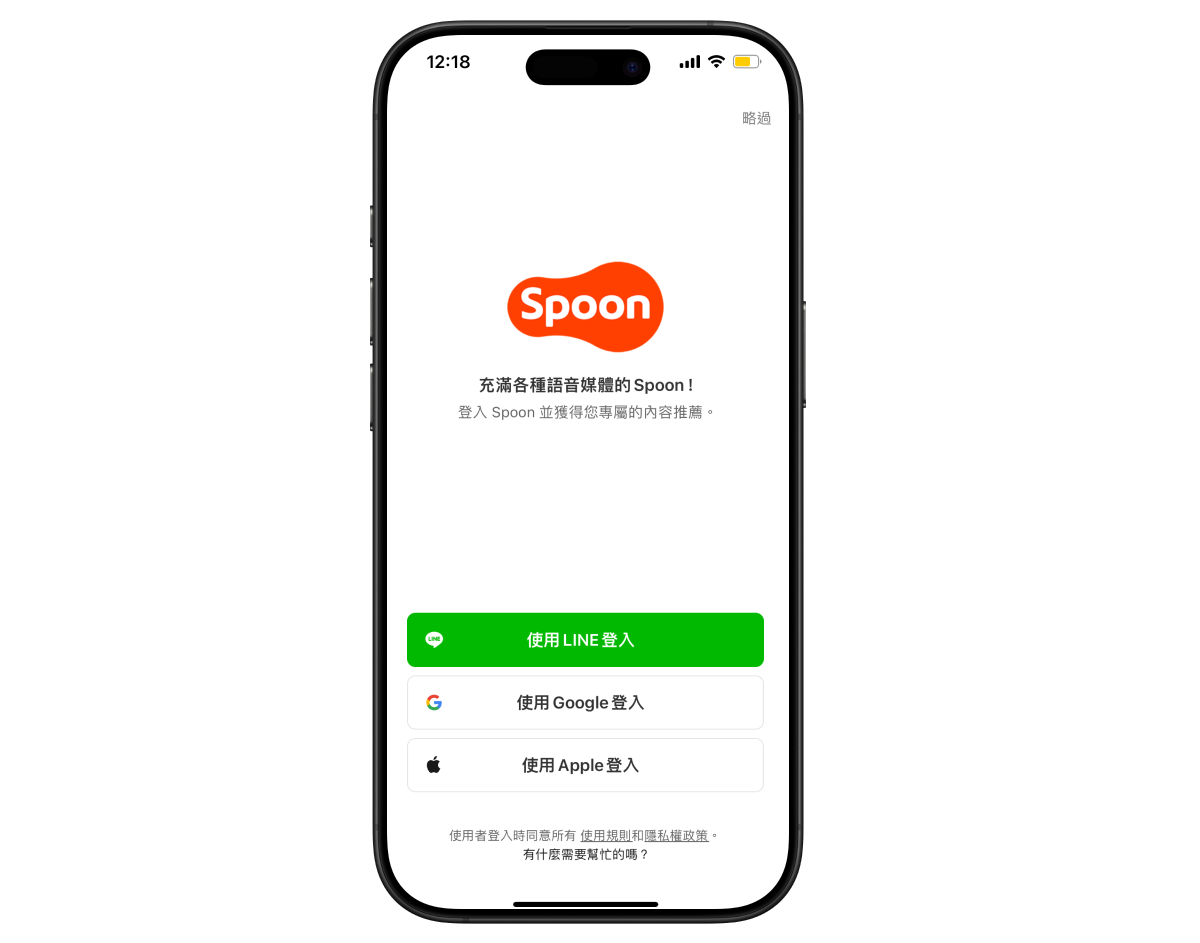 12:18
略過
Spoon
充滿各種語音媒體的 Spoon！
登入 Spoon 並獲得您專屬的內容推薦。
LINE
使用 LINE 登入
使用 Google 登入
使用 Apple 登入
使用者登入時同意所有 使用規則和隱私權政策。
有什麼需要幫忙的嗎？